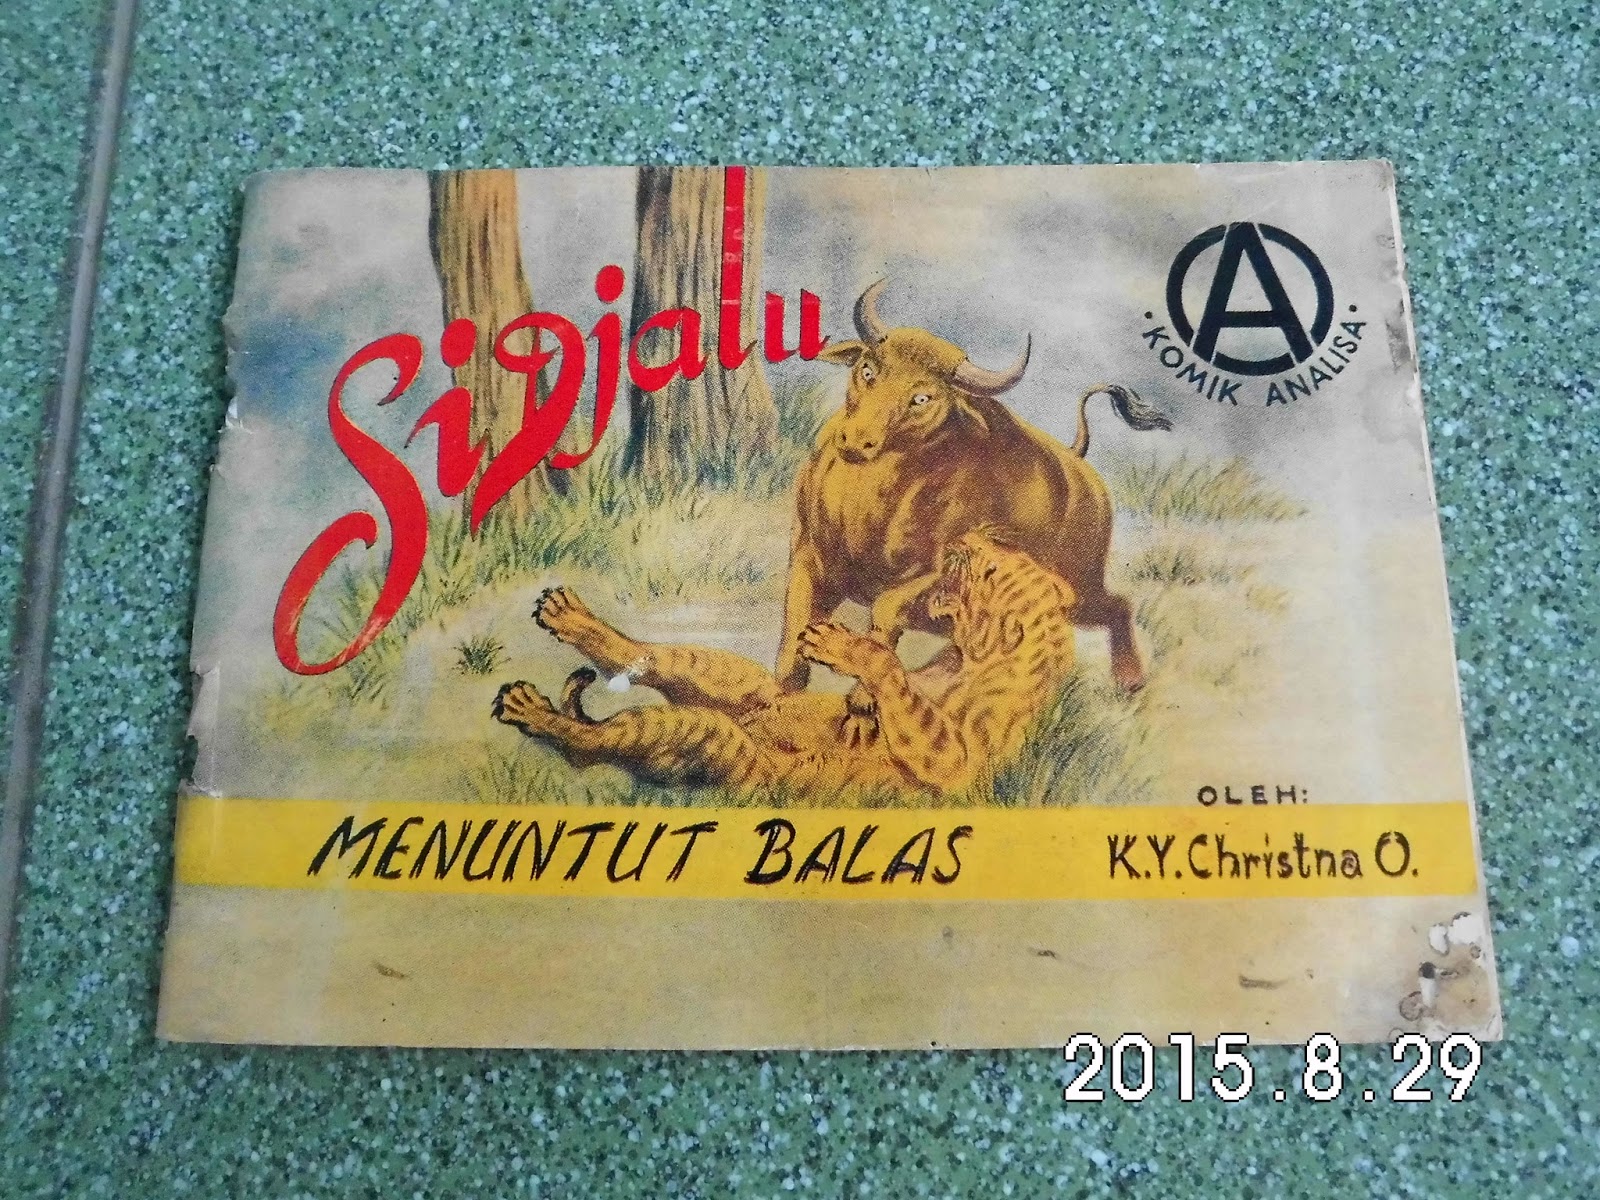 SiDjalu
A
KOMIK ANALISA
OLEH:
MENUNTUT BALAS
K.Y.Christna O.
2015.8.29